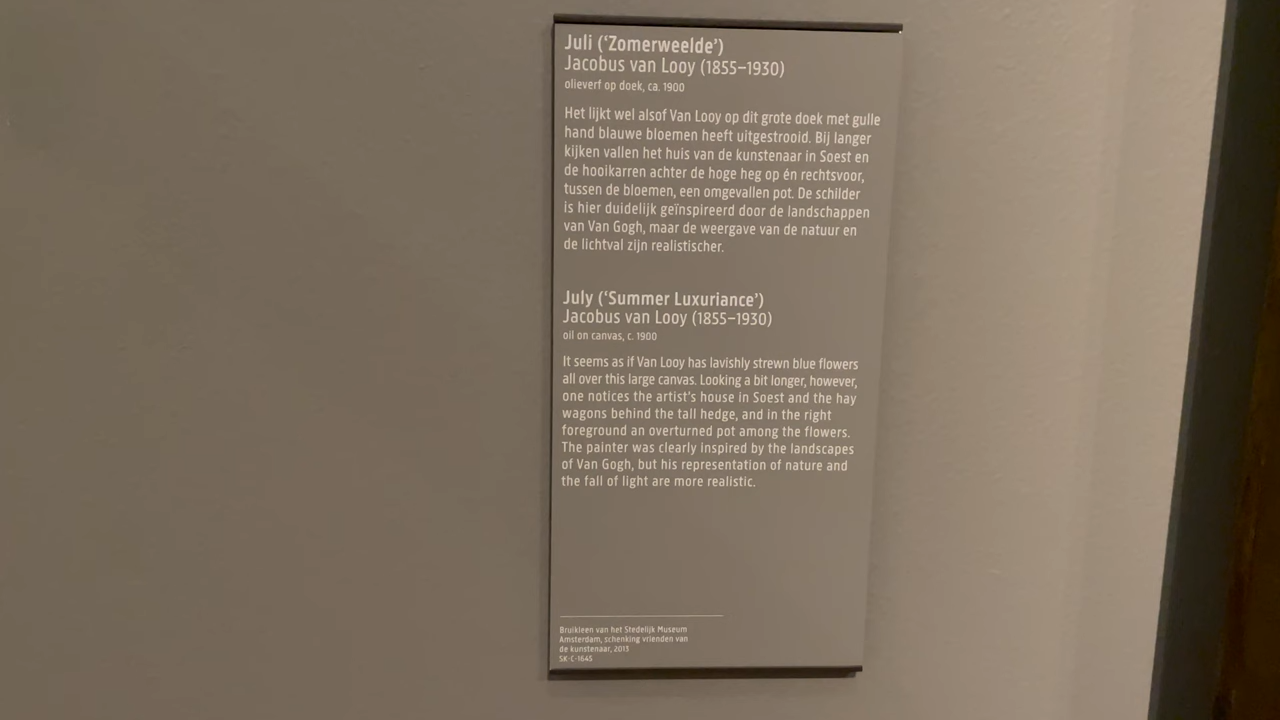 Juli (‘Zomerweelde’)
Jacobus van Looy (1855–1930)
olieverf op doek, ca. 1900
Het lijkt wel alsof Van Looy op dit grote doek met gulle
hand blauwe bloemen heeft uitgestrooid. Bij langer
kijken vallen het huis van de kunstenaar in Soest en
de hooikarren achter de hoge heg op én rechtsvoor,
tussen de bloemen, een omgevallen pot. De schilder
is hier duidelijk geïnspireerd door de landschappen
van Van Gogh, maar de weergave van de natuur en
de lichtval zijn realistischer.
July (‘Summer Luxuriance’)
Jacobus van Looy (1855–1930)
oil on canvas, c. 1900
It seems as if Van Looy has lavishly strewn blue flowers
all over this large canvas. Looking a bit longer, however,
one notices the artist’s house in Soest and the hay
wagons behind the tall hedge, and in the right
foreground an overturned pot among the flowers.
The painter was clearly inspired by the landscapes
of Van Gogh, but his representation of nature and
the fall of light are more realistic.
Bruikleen van het Stedelijk Museum
Amsterdam, schenking vrienden van
de kunstenaar, 2013
SK-C-1645